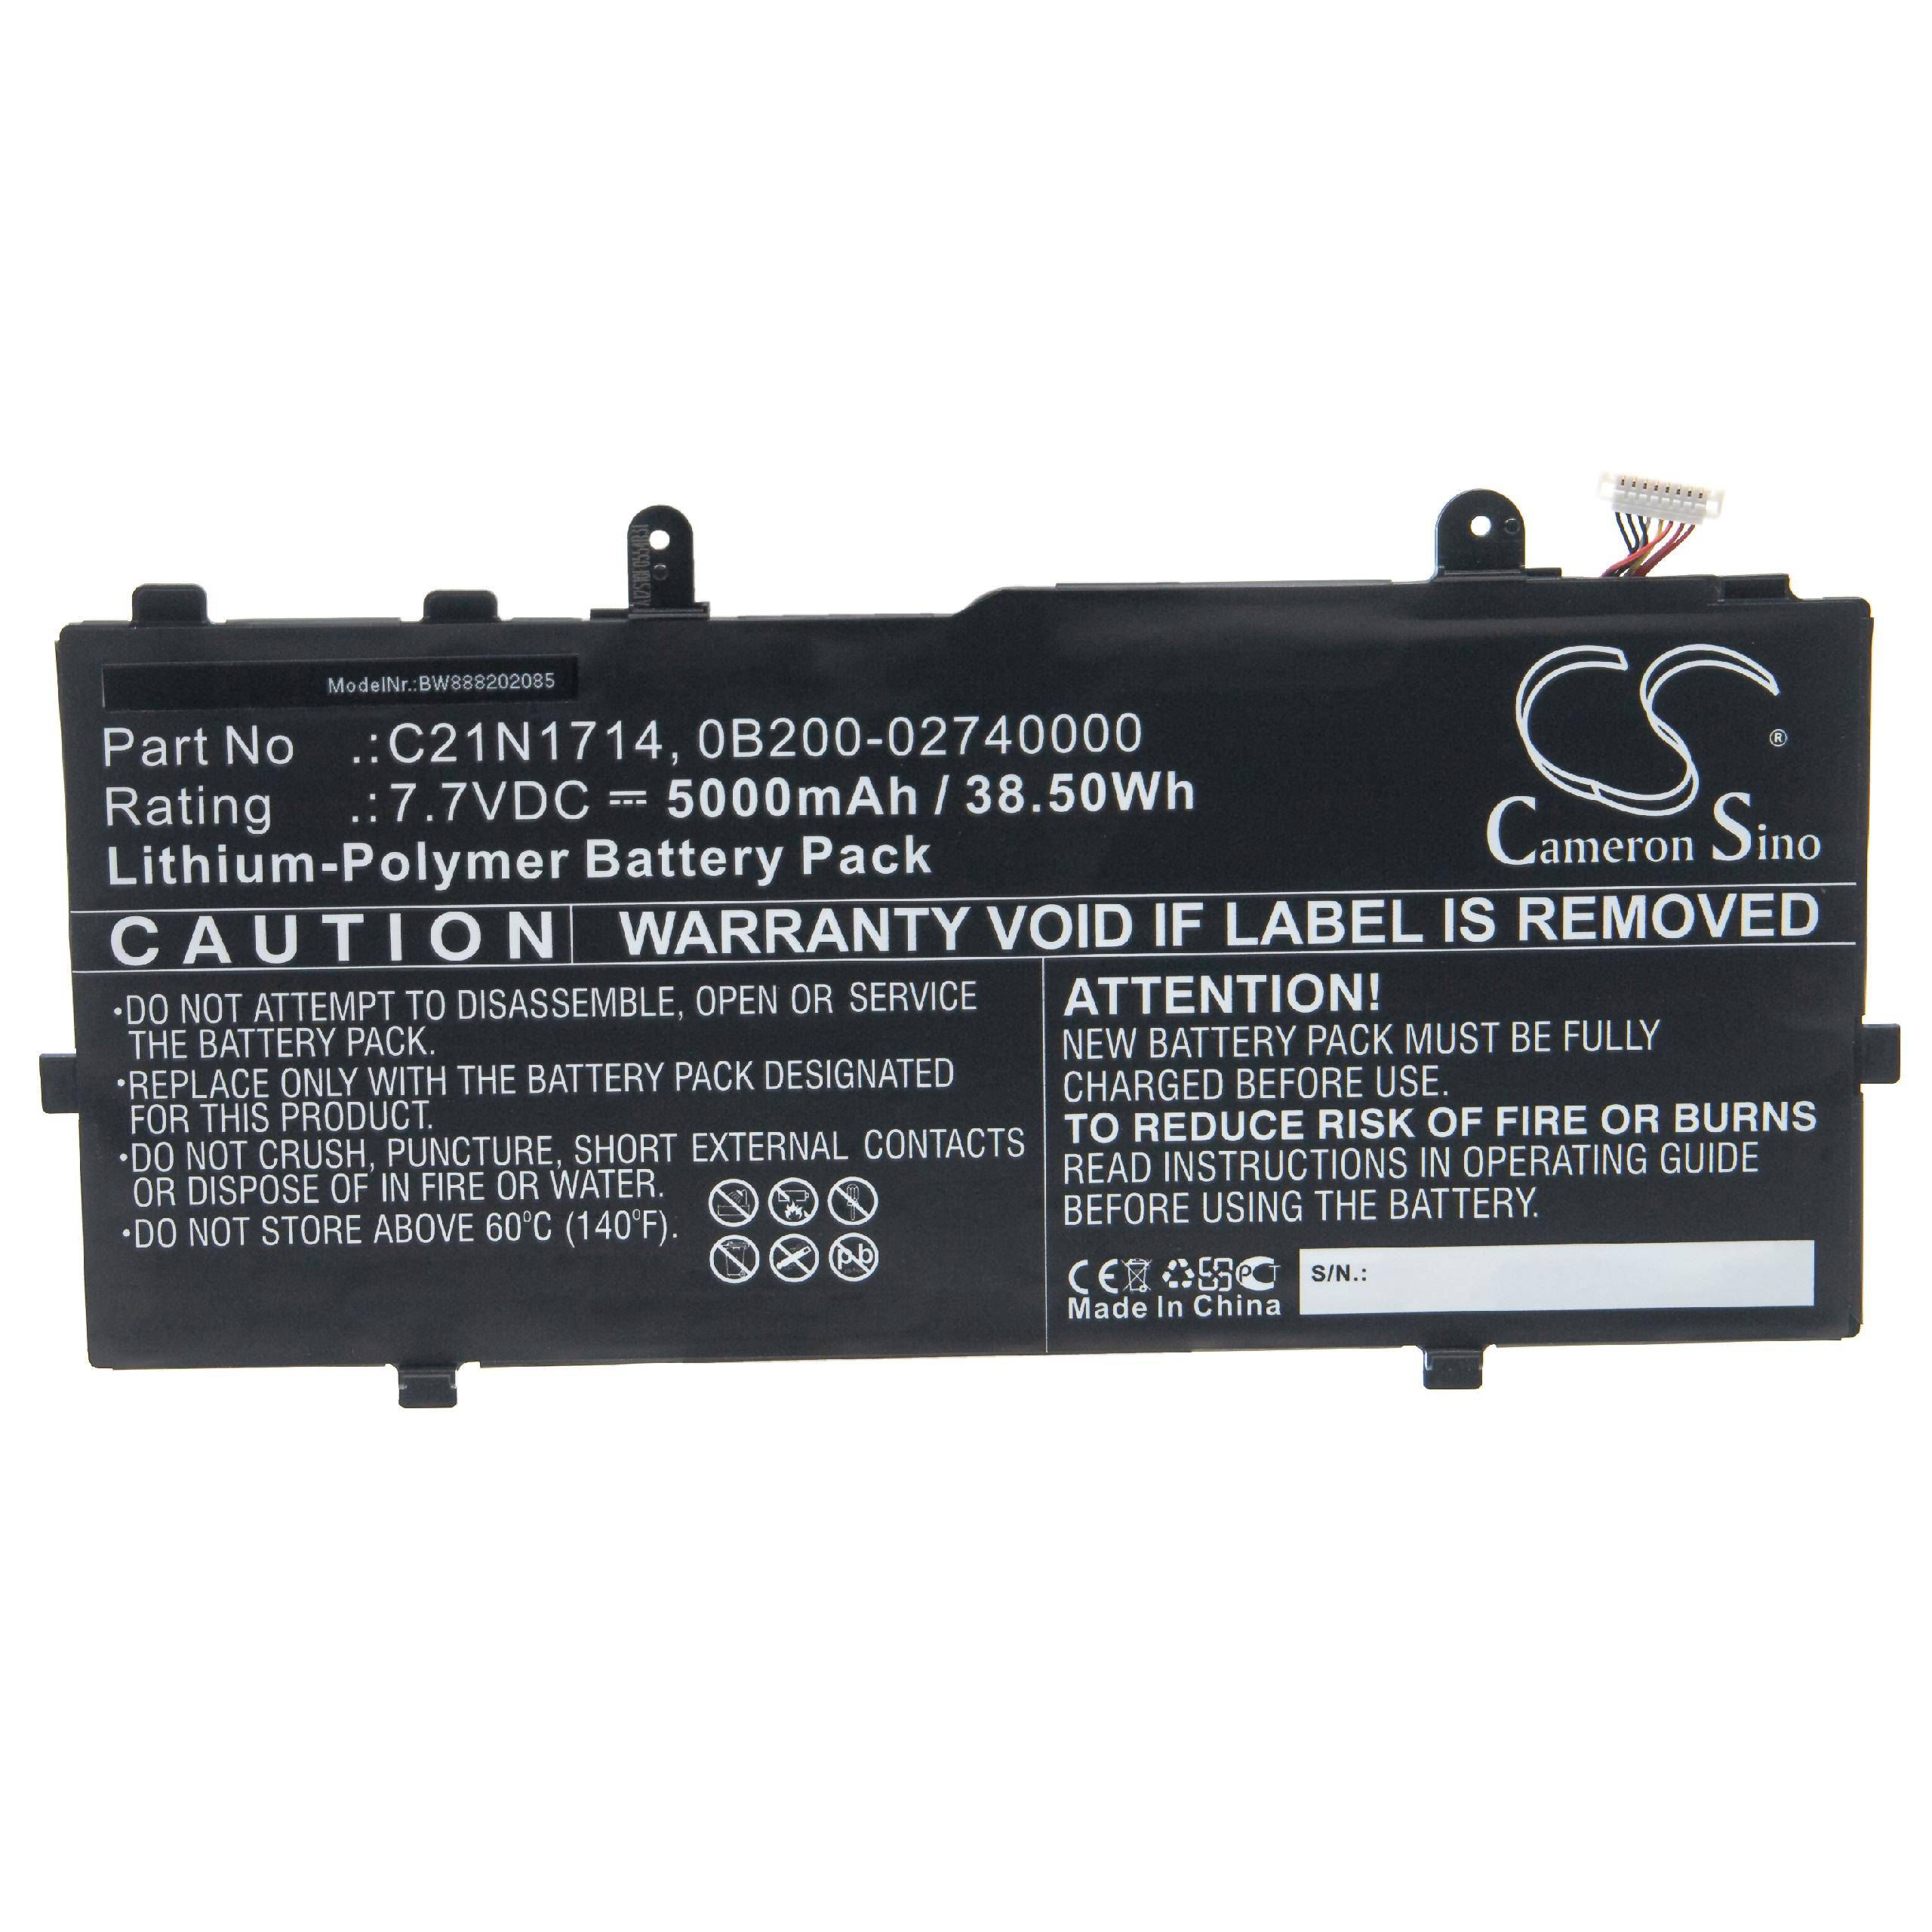 ModelNr.:BW888202085
Part No .:C21N1714, 0B200-02740000
Rating .:7.7VDC ⎓ 5000mAh / 38.50Wh
Lithium-Polymer Battery Pack
CS ®
Cameron Sino
CAUTION WARRANTY VOID IF LABEL IS REMOVED
•DO NOT ATTEMPT TO DISASSEMBLE, OPEN OR SERVICE
THE BATTERY PACK.
•REPLACE ONLY WITH THE BATTERY PACK DESIGNATED
FOR THIS PRODUCT.
•DO NOT CRUSH, PUNCTURE, SHORT EXTERNAL CONTACTS
OR DISPOSE OF IN FIRE OR WATER.
•DO NOT STORE ABOVE 60°C (140°F).
pb
ATTENTION!
NEW BATTERY PACK MUST BE FULLY
CHARGED BEFORE USE.
TO REDUCE RISK OF FIRE OR BURNS
READ INSTRUCTIONS IN OPERATING GUIDE
BEFORE USING THE BATTERY.
CE PCT
Made In China
S/N.: